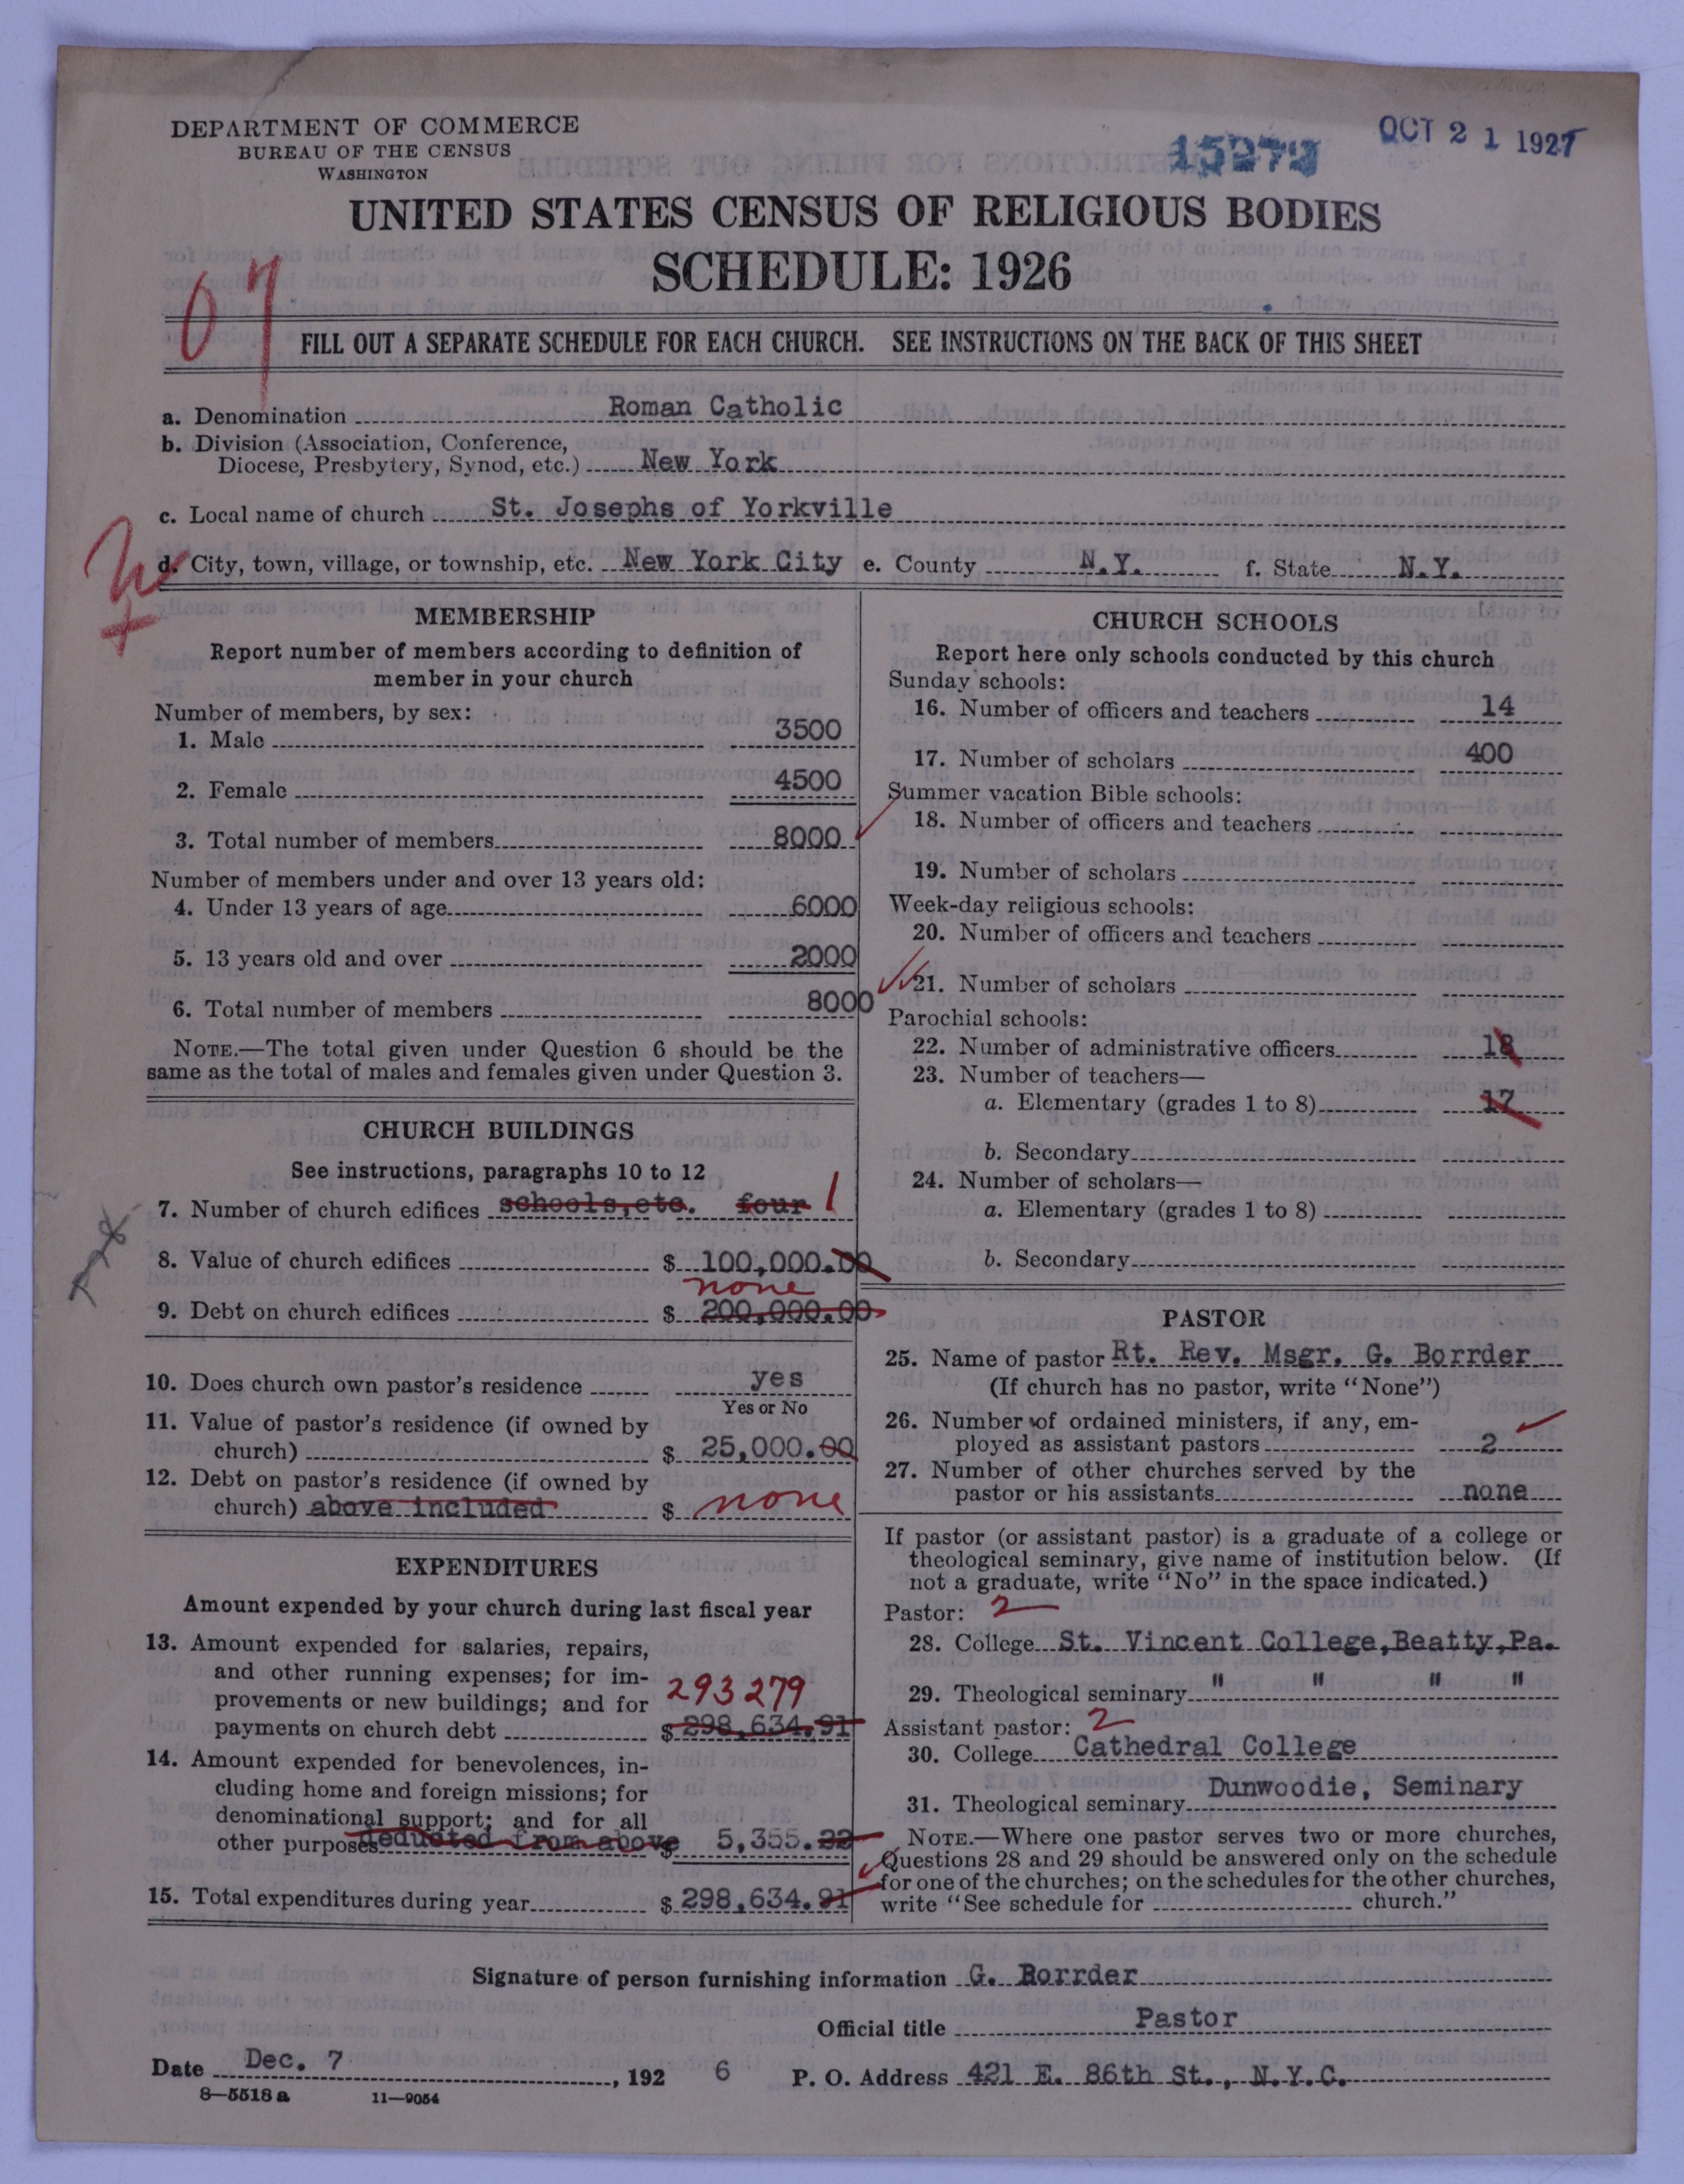 DEPARTMENT OF COMMERCE
BUREAU OF THE CENSUS
WASHINGTON
OCT 21 1927
UNITED STATES CENSUS OF RELIGIOUS BODIES
SCHEDULE: 1926
07
FILL OUT A SEPARATE SCHEDULE FOR EACH CHURCH. SEE INSTRUCTIONS ON THE BACK OF THIS SHEET
a. Denomination Roman Catholic
b. Division (Association, Conference,
Diocese, Presbytery, Synod, etc.) New York
c. Local name of church St. Josephs of Yorkville
d. City, town, village, or township, etc. New York City e. County N.Y. f. State N.Y.
MEMBERSHIP
Report number of members according to definition of
member in your church
Number of members, by sex:
1. Male 3500
2. Female 4500
3. Total number of members 8000
Number of members under and over 13 years old:
4. Under 13 years of age 6000
5. 13 years old and over 2000
6. Total number of members 8000
NOTE.—The total given under Question 6 should be the
same as the total of males and females given under Question 3.
CHURCH BUILDINGS
See instructions, paragraphs 10 to 12
7. Number of church edifices schools,etc. four 1
8. Value of church edifices $ 100,000.00
none
9. Debt on church edifices $ 200,000.00
10. Does church own pastor's residence yes
Yes or No
11. Value of pastor's residence (if owned by
church) $ 25,000.00
12. Debt on pastor's residence (if owned by
church) above included $ none
EXPENDITURES
Amount expended by your church during last fiscal year
13. Amount expended for salaries, repairs,
and other running expenses; for im-
provements or new buildings; and for 293279
payments on church debt $ 298,634.91
14. Amount expended for benevolences, in-
cluding home and foreign missions; for
denominational support; and for all
other purposes deducted from above $ 5,355.22
15. Total expenditures during year $ 298,634.91
CHURCH SCHOOLS
Report here only schools conducted by this church
Sunday schools:
16. Number of officers and teachers 14
17. Number of scholars 400
Summer vacation Bible schools:
18. Number of officers and teachers
19. Number of scholars
Week-day religious schools:
20. Number of officers and teachers
21. Number of scholars
Parochial schools:
22. Number of administrative officers 18
23. Number of teachers—
a. Elementary (grades 1 to 8) 17
b. Secondary
24. Number of scholars—
a. Elementary (grades 1 to 8)
b. Secondary
PASTOR
25. Name of pastor Rt. Rev. Msgr. G. Borrder
(If church has no pastor, write "None")
26. Number of ordained ministers, if any, em-
ployed as assistant pastors 2
27. Number of other churches served by the
pastor or his assistants none
If pastor (or assistant pastor) is a graduate of a college or
theological seminary, give name of institution below. (If
not a graduate, write "No" in the space indicated.)
Pastor: 2
28. College St. Vincent College,Beatty,Pa.
29. Theological seminary " " " "
Assistant pastor: 2
30. College Cathedral College
31. Theological seminary Dunwoodie, Seminary
NOTE.—Where one pastor serves two or more churches,
Questions 28 and 29 should be answered only on the schedule
for one of the churches; on the schedules for the other churches,
write "See schedule for church."
Signature of person furnishing information G. Borrder
Official title Pastor
Date Dec. 7, 192 6 P. O. Address 421 E. 86th St., N.Y.C.
8—5518 a 11—9054